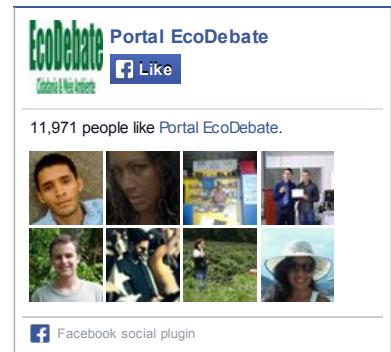 EcoDebate
Cidadania & Meio Ambiente
Portal EcoDebate
Like
11,971 people like Portal EcoDebate.
Facebook social plugin